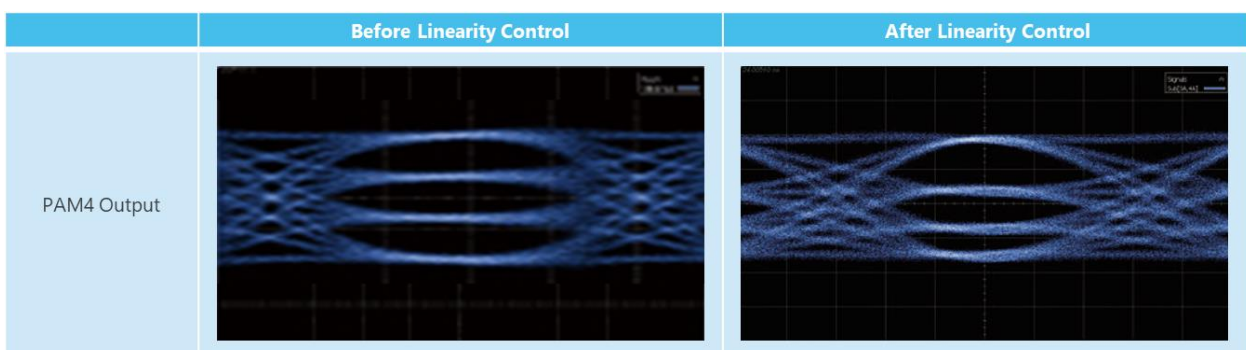 Before Linearity Control
After Linearity Control
PAM4 Output
Signals